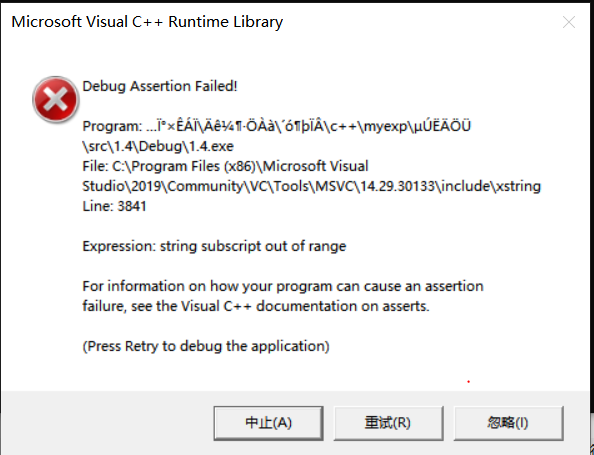 Microsoft Visual C++ Runtime Library
Debug Assertion Failed!
Program: ...Ï°×ÊÁÏ\Äê¼¶·ÖÀà\´ó¶þÏÂ\c++\myexp\µÚËÄÖÜ
\src\1.4\Debug\1.4.exe
File: C:\Program Files (x86)\Microsoft Visual
Studio\2019\Community\VC\Tools\MSVC\14.29.30133\include\xstring
Line: 3841
Expression: string subscript out of range
For information on how your program can cause an assertion
failure, see the Visual C++ documentation on asserts.
(Press Retry to debug the application)
中止(A)
重试(R)
忽略(I)